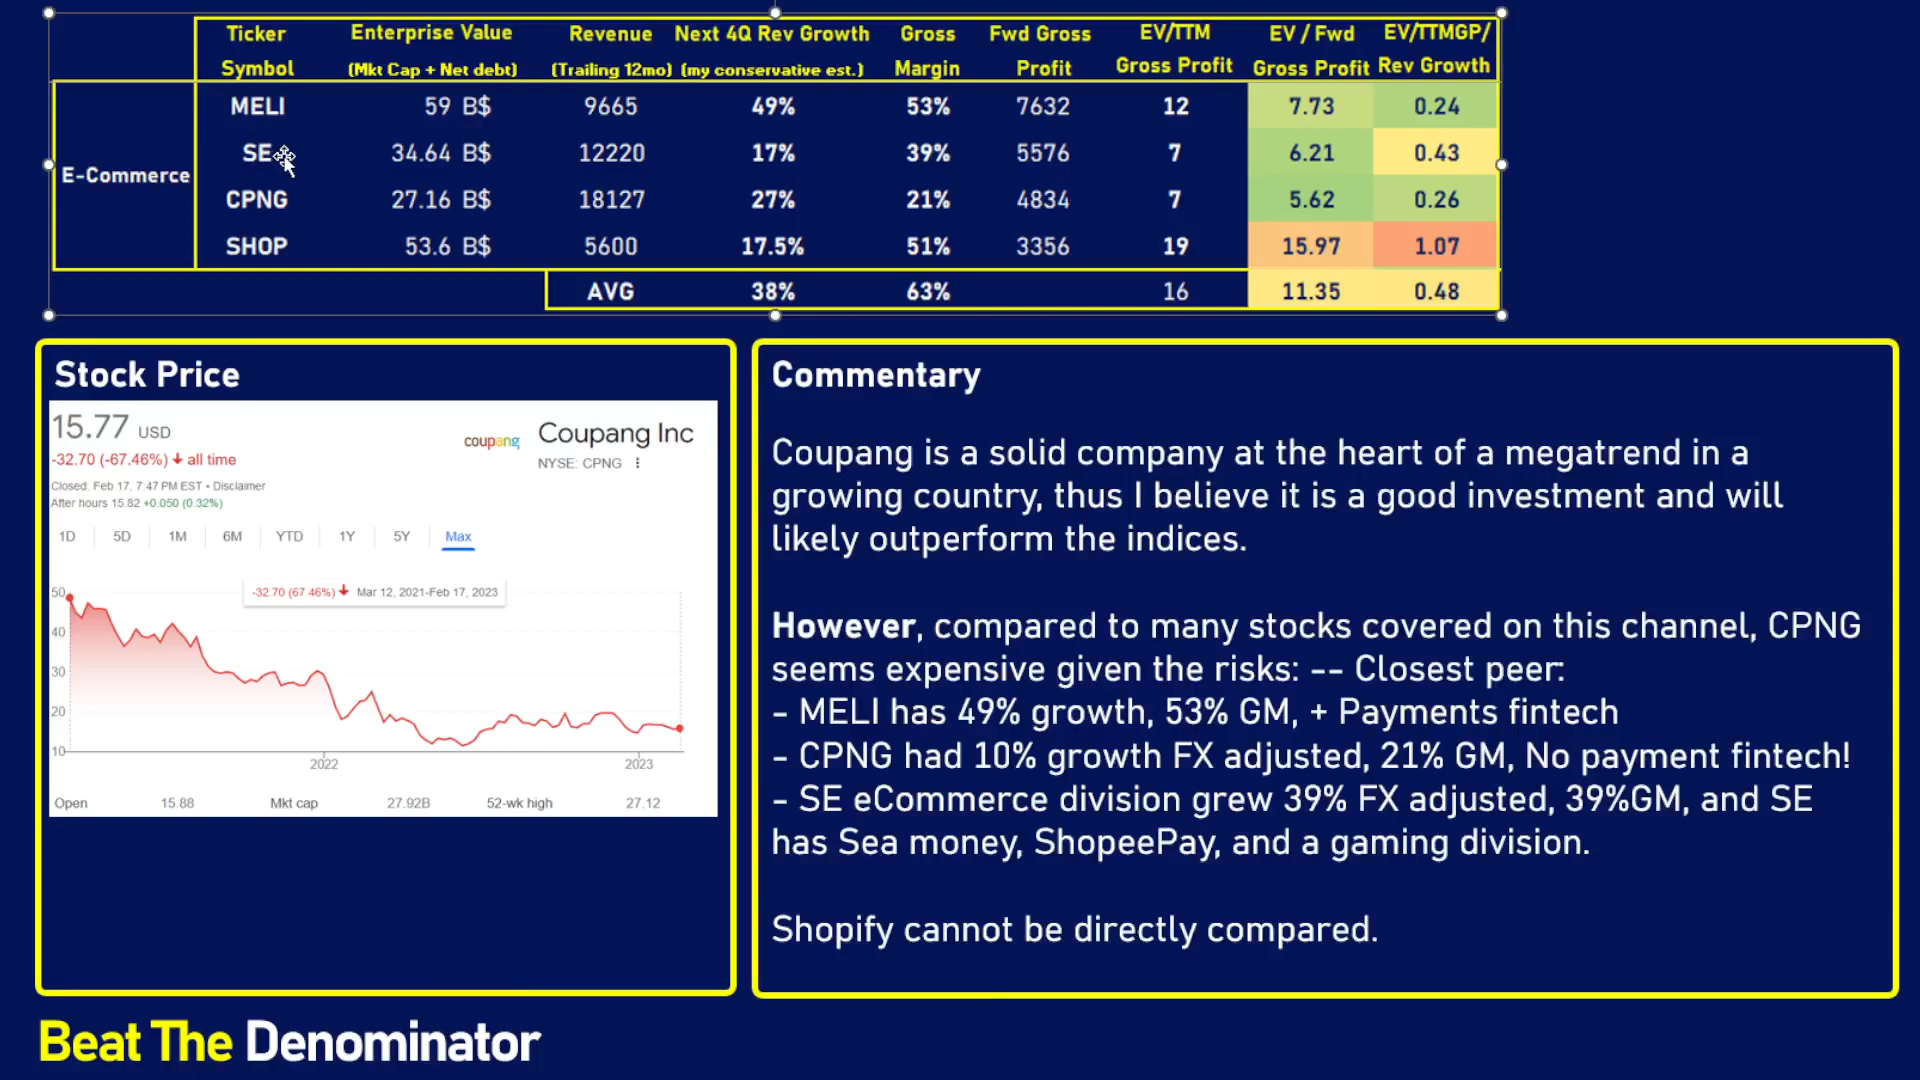 Ticker Symbol | Enterprise Value (Mkt Cap + Net debt) | Revenue (Trailing 12mo) | Next 4Q Rev Growth (my conservative est.) | Gross Margin | Fwd Gross Profit | EV/TTM Gross Profit | EV / Fwd Gross Profit | EV/TTMGP/ Rev Growth
E-Commerce
MELI 59 B$ 9665 49% 53% 7632 12 7.73 0.24
SE 34.64 B$ 12220 17% 39% 5576 7 6.21 0.43
CPNG 27.16 B$ 18127 27% 21% 4834 7 5.62 0.26
SHOP 53.6 B$ 5600 17.5% 51% 3356 19 15.97 1.07
AVG 38% 63% 16 11.35 0.48
Stock Price
15.77 USD
-32.70 (-67.46%) ↓ all time
Closed: Feb 17, 7:47 PM EST • Disclaimer
After hours 15.82 +0.050 (0.32%)
coupang
Coupang Inc
NYSE: CPNG
1D 5D 1M 6M YTD 1Y 5Y Max
-32.70 (67.46%) ↓ Mar 12, 2021-Feb 17, 2023
50
40
30
20
10
2022 2023
Open 15.88 Mkt cap 27.92B 52-wk high 27.12
Commentary
Coupang is a solid company at the heart of a megatrend in a
growing country, thus I believe it is a good investment and will
likely outperform the indices.
However, compared to many stocks covered on this channel, CPNG
seems expensive given the risks: -- Closest peer:
- MELI has 49% growth, 53% GM, + Payments fintech
- CPNG had 10% growth FX adjusted, 21% GM, No payment fintech!
- SE eCommerce division grew 39% FX adjusted, 39%GM, and SE
has Sea money, ShopeePay, and a gaming division.
Shopify cannot be directly compared.
Beat The Denominator